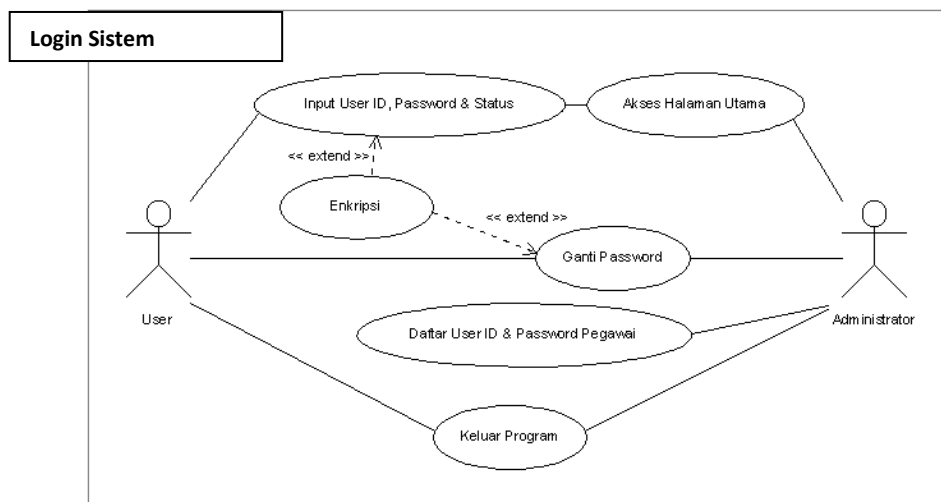 Login Sistem
Input User ID, Password & Status
Akses Halaman Utama
<< extend >>
Enkripsi
<< extend >>
Ganti Password
User
Administrator
Daftar User ID & Password Pegawai
Keluar Program